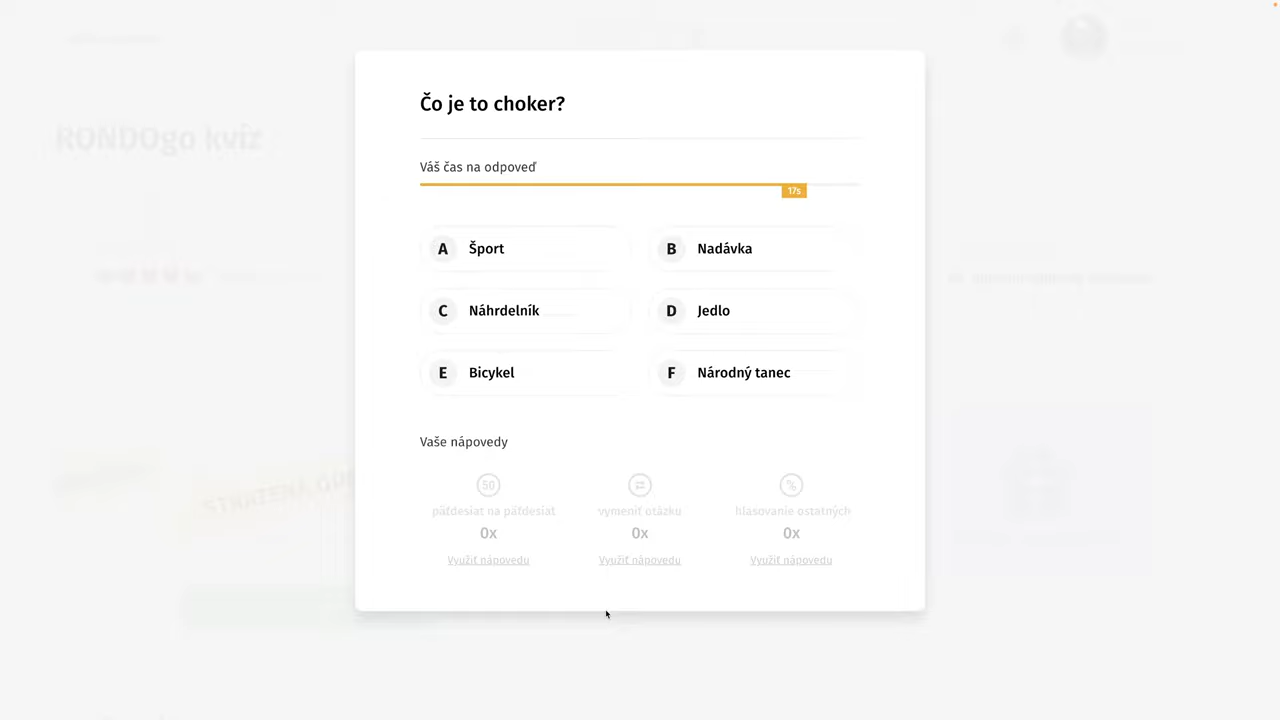 RONDOgo kvíz
Čo je to choker?
Váš čas na odpoveď
17s
A Šport
B Nadávka
C Náhrdelník
D Jedlo
E Bicykel
F Národný tanec
Vaše nápovedy
50
%
päťdesiat na päťdesiat
vymeniť otázku
hlasovanie ostatných
0x
0x
0x
Využiť nápovedu
Využiť nápovedu
Využiť nápovedu